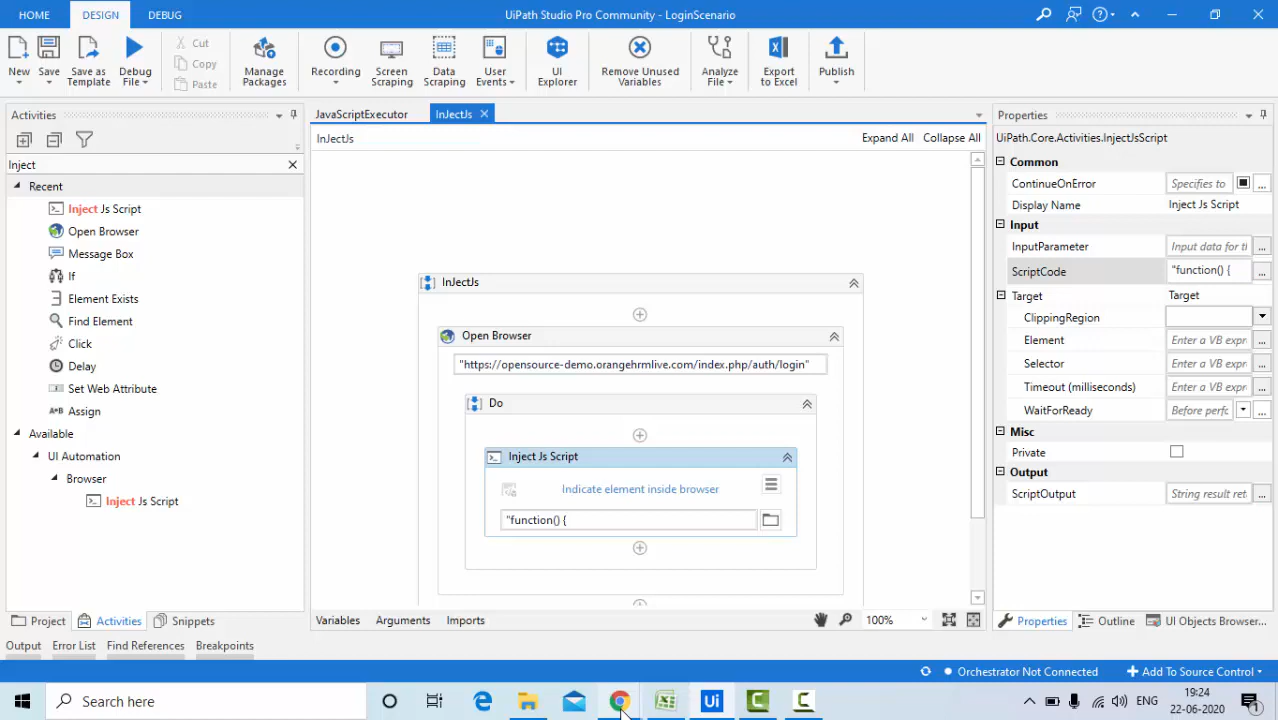 HOME DESIGN DEBUG UiPath Studio Pro Community - LoginScenario
New Save Save as Template Debug File Cut Copy Paste Manage Packages Recording Screen Scraping Data Scraping User Events UI Explorer Remove Unused Variables Analyze File Export to Excel Publish
Activities
Inject
Recent
Inject Js Script
Open Browser
Message Box
If
Element Exists
Find Element
Click
Delay
Set Web Attribute
Assign
Available
UI Automation
Browser
Inject Js Script
Project Activities Snippets
JavaScriptExecutor InJectJs
InJectJs Expand All Collapse All
InJectJs
Open Browser
"https://opensource-demo.orangehrmlive.com/index.php/auth/login"
Do
Inject Js Script
Indicate element inside browser
"function() {
Variables Arguments Imports 100%
Properties
UiPath.Core.Activities.InjectJsScript
Common
ContinueOnError Specifies to ...
Display Name Inject Js Script
Input
InputParameter Input data for tl ...
ScriptCode "function() { ...
Target Target
ClippingRegion
Element Enter a VB expr ...
Selector Enter a VB expr ...
Timeout (milliseconds) Enter a VB expr ...
WaitForReady Before perfc ...
Misc
Private
Output
ScriptOutput String result ret ...
Properties Outline UI Objects Browser...
Output Error List Find References Breakpoints
Orchestrator Not Connected Add To Source Control
Search here Ui ENG 19:24
22-06-2020 1